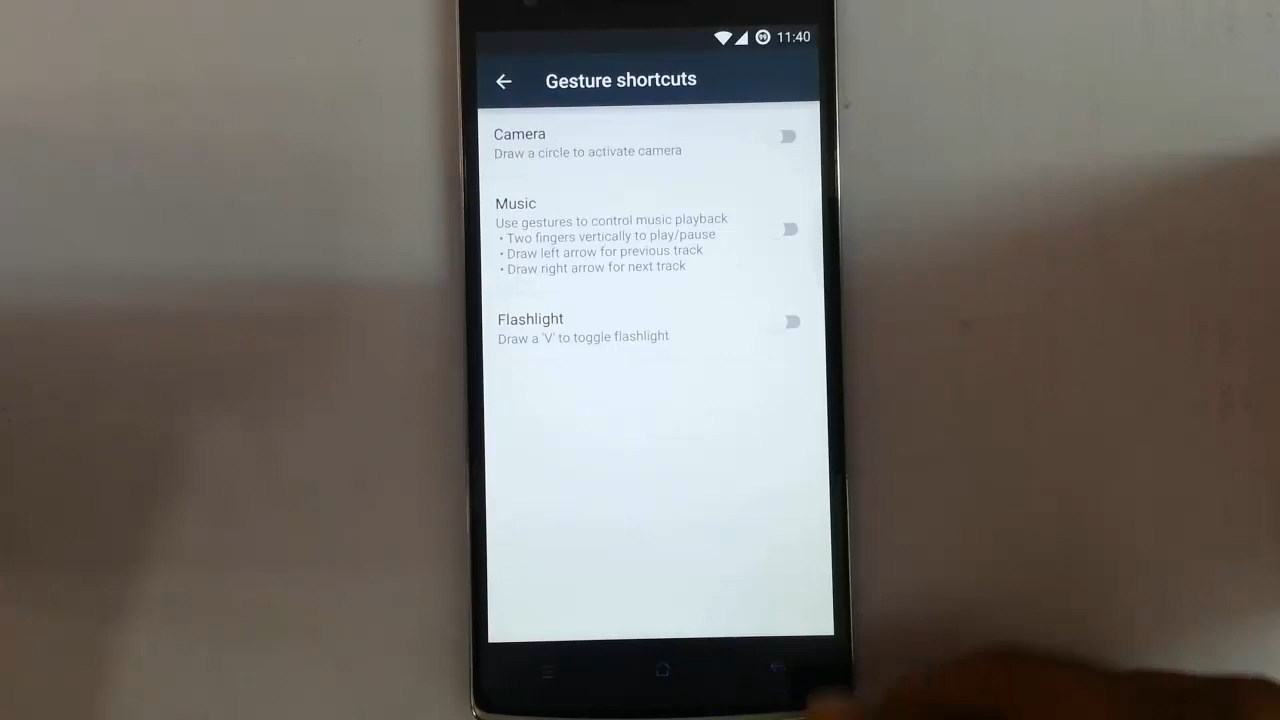 11:40
Gesture shortcuts
Camera
Draw a circle to activate camera
Music
Use gestures to control music playback
• Two fingers vertically to play/pause
• Draw left arrow for previous track
• Draw right arrow for next track
Flashlight
Draw a 'V' to toggle flashlight